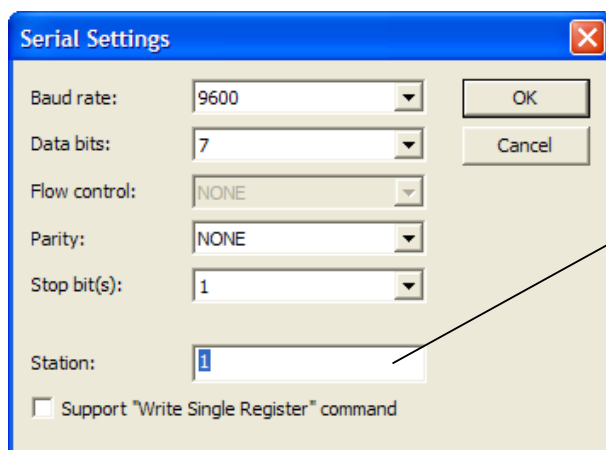 Serial Settings
Baud rate: 9600 OK
Data bits: 7 Cancel
Flow control: NONE
Parity: NONE
Stop bit(s): 1
Station: 1
Support "Write Single Register" command